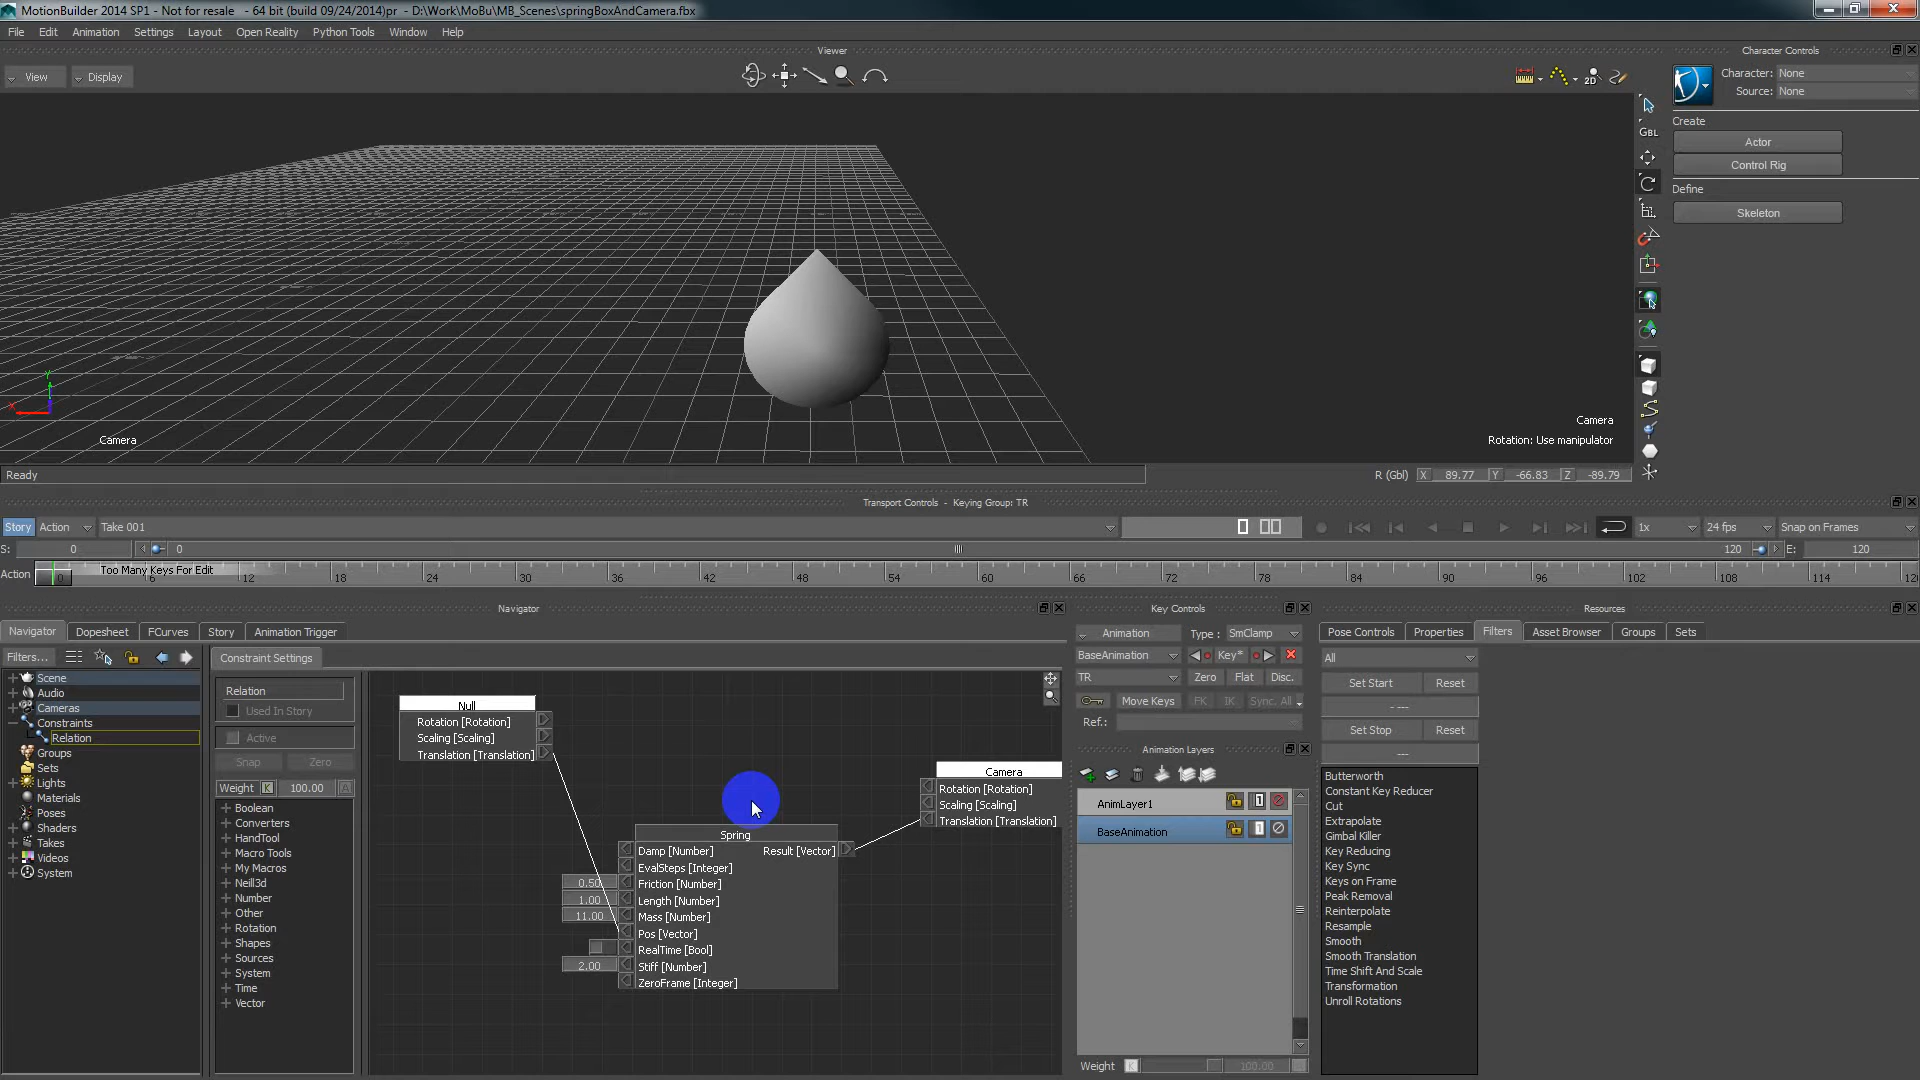 MotionBuilder 2014 SP1 - Not for resale - 64 bit (build 09/24/2014)pr - D:\Work\MoBu\MB_Scenes\springBoxAndCamera.fbx
File Edit Animation Settings Layout Open Reality Python Tools Window Help
Viewer
Character Controls
View Display
2D
Character: None
Source: None
Create
Actor
Control Rig
Define
Skeleton
GBL
Y
X
Camera
Camera
Rotation: Use manipulator
Ready
R (Gbl) X 89.77 Y -66.83 Z -89.79
Transport Controls - Keying Group: TR
Story Action Take 001
1x 24 fps Snap on Frames
S: 0 0 120 E: 120
Action 0 Too Many Keys For Edit 6 12 18 24 30 36 42 48 54 60 66 72 78 84 90 96 102 108 114 120
Navigator
Navigator Dopesheet FCurves Story Animation Trigger
Filters...
Scene
Audio
Cameras
Constraints
Relation
Groups
Sets
Lights
Materials
Poses
Shaders
Takes
Videos
System
Constraint Settings
Relation
Used In Story
Active
Snap Zero
Weight K 100.00 A
Boolean
Converters
HandTool
Macro Tools
My Macros
Neill3d
Number
Other
Rotation
Shapes
Sources
System
Time
Vector
Null
Rotation [Rotation]
Scaling [Scaling]
Translation [Translation]
Spring
Damp [Number] Result [Vector]
EvalSteps [Integer]
0.50 Friction [Number]
1.00 Length [Number]
11.00 Mass [Number]
Pos [Vector]
RealTime [Bool]
2.00 Stiff [Number]
ZeroFrame [Integer]
Camera
Rotation [Rotation]
Scaling [Scaling]
Translation [Translation]
Key Controls
Animation Type : SmClamp
BaseAnimation Key*
TR Zero Flat Disc.
Move Keys FK IK Sync. All
Ref.:
Animation Layers
AnimLayer1 1
BaseAnimation 1
Weight K 100.00
Resources
Pose Controls Properties Filters Asset Browser Groups Sets
All
Set Start Reset
- ---
Set Stop Reset
---
Butterworth
Constant Key Reducer
Cut
Extrapolate
Gimbal Killer
Key Reducing
Key Sync
Keys on Frame
Peak Removal
Reinterpolate
Resample
Smooth
Smooth Translation
Time Shift And Scale
Transformation
Unroll Rotations